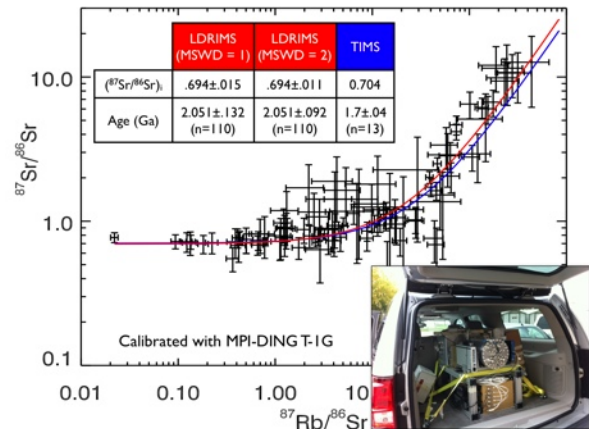 LDRIMS (MSWD = 1) LDRIMS (MSWD = 2) TIMS
(⁸⁷Sr/⁸⁶Sr)ᵢ .694±.015 .694±.011 0.704
Age (Ga) 2.051±.132 (n=110) 2.051±.092 (n=110) 1.7±.04 (n=13)
10.0
1.0
0.1
⁸⁷Sr/⁸⁶Sr
Calibrated with MPI-DING T-1G
0.01 0.10 1.00 10
⁸⁷Rb/⁸⁶Sr